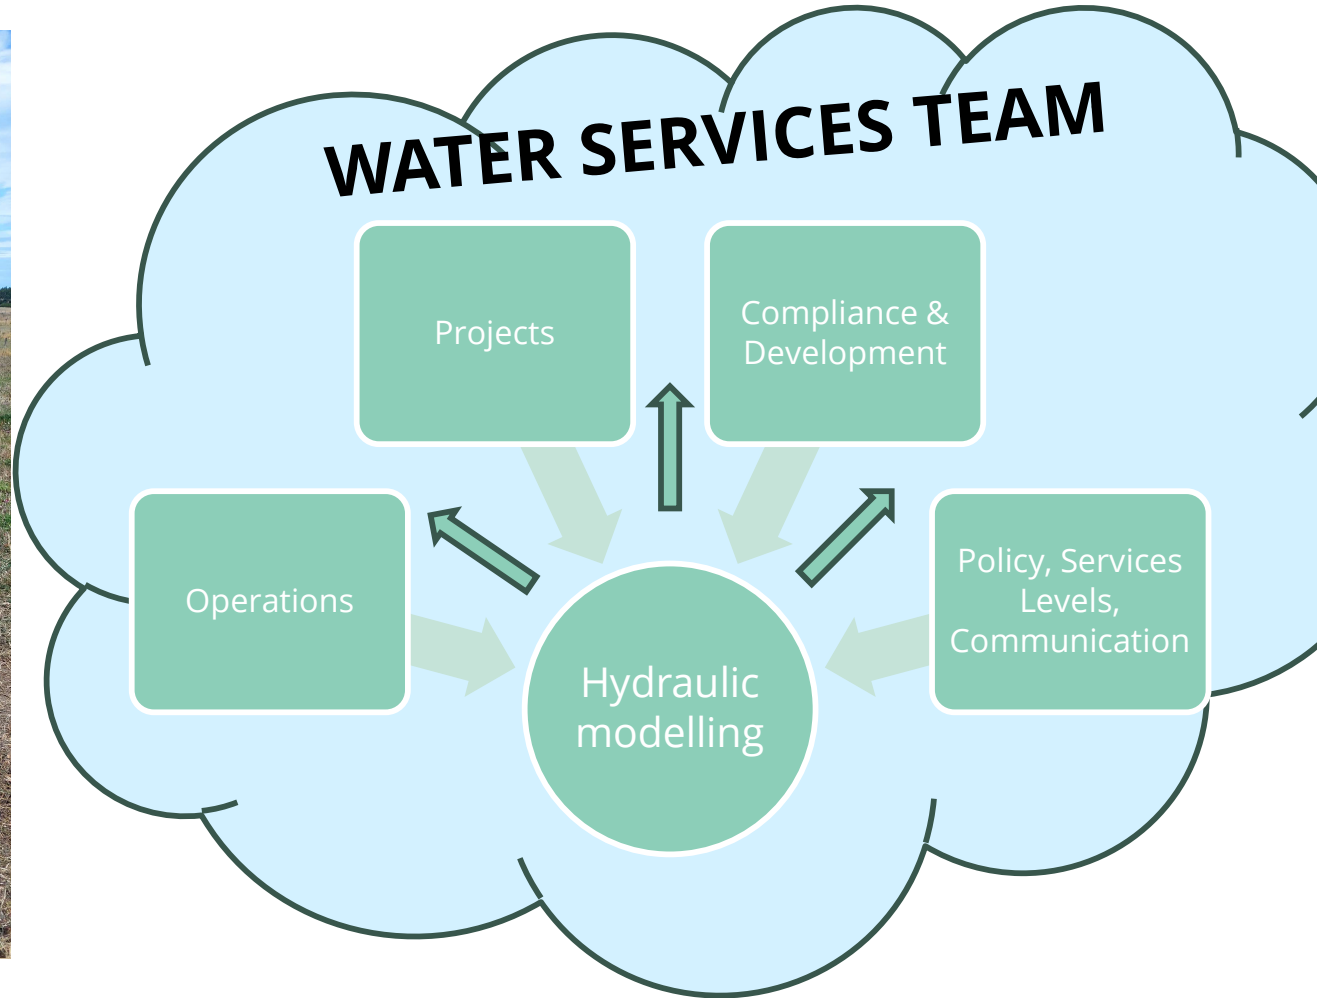 WATER SERVICES TEAM
Projects
Compliance &
Development
Operations
Policy, Services
Levels,
Communication
Hydraulic
modelling